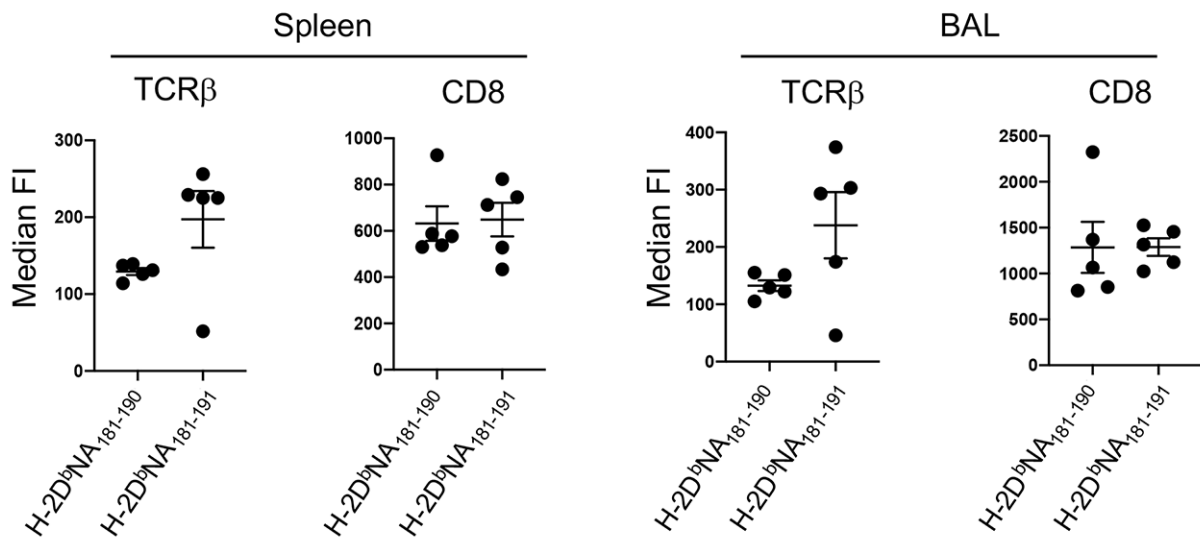 Spleen
BAL
TCRβ
CD8
TCRβ
CD8
Median FI
300
200
100
0
1000
800
600
400
200
0
Median FI
400
300
200
100
0
2500
2000
1500
1000
500
0
H-2DᵇNA₁₈₁₋₁₉₀
H-2DᵇNA₁₈₁₋₁₉₁
H-2DᵇNA₁₈₁₋₁₉₀
H-2DᵇNA₁₈₁₋₁₉₁
H-2DᵇNA₁₈₁₋₁₉₀
H-2DᵇNA₁₈₁₋₁₉₁
H-2DᵇNA₁₈₁₋₁₉₀
H-2DᵇNA₁₈₁₋₁₉₁